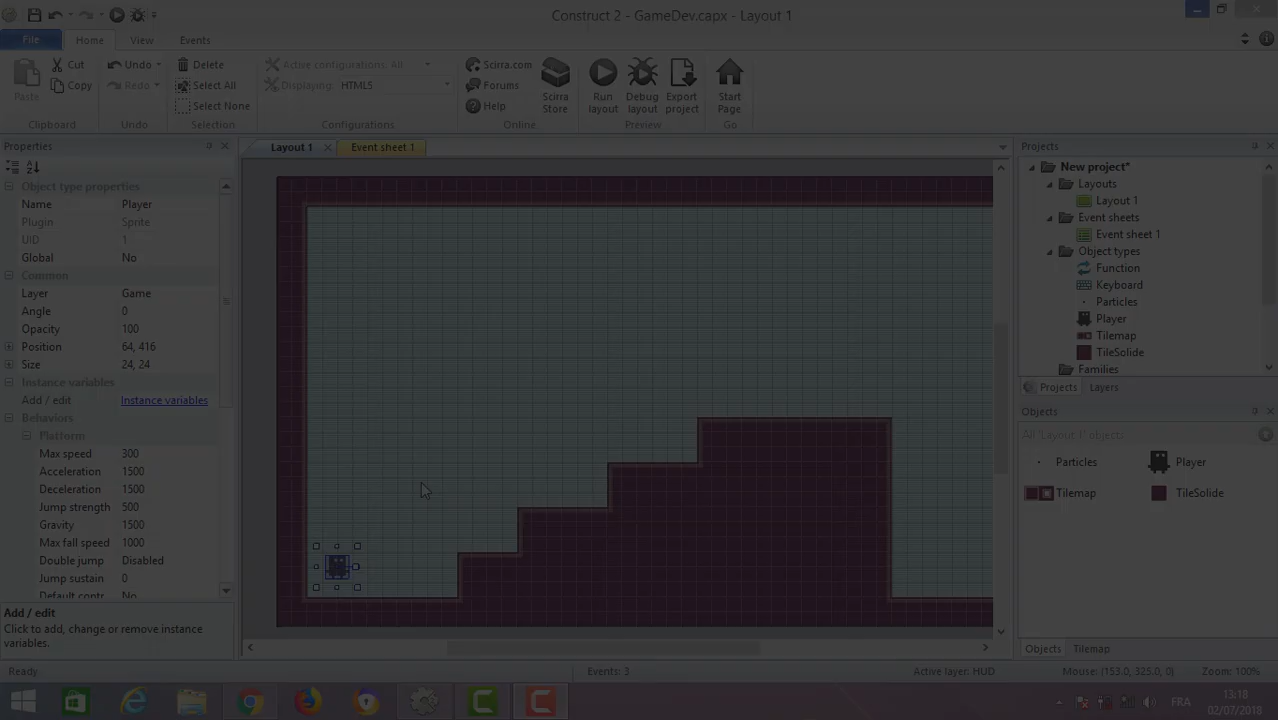 Construct 2 - GameDev.capx - Layout 1
File Home View Events
Paste
Cut
Copy
Clipboard
Undo
Redo
Undo
Delete
Select All
Select None
Selection
Active configurations: All
Displaying: HTML5
Configurations
Scirra.com
Forums
Help
Scirra
Store
Online
Run
layout
Debug
layout
Export
project
Preview
Start
Page
Go
Properties
Object type properties
Name Player
Plugin Sprite
UID 1
Global No
Common
Layer Game
Angle 0
Opacity 100
Position 64, 416
Size 24, 24
Instance variables
Add / edit Instance variables
Behaviors
Platform
Max speed 300
Acceleration 1500
Deceleration 1500
Jump strength 500
Gravity 1500
Max fall speed 1000
Double jump Disabled
Jump sustain 0
Default contr No
Add / edit
Click to add, change or remove instance
variables.
Layout 1
Event sheet 1
Projects
New project*
Layouts
Layout 1
Event sheets
Event sheet 1
Object types
Function
Keyboard
Particles
Player
Tilemap
TileSolide
Families
Projects Layers
Objects
All 'Layout 1' objects
Particles Player
Tilemap TileSolide
Objects Tilemap
Ready Events: 3 Active layer: HUD Mouse: (153.0, 325.0, 0) Zoom: 100%
FRA
13:18
02/07/2018